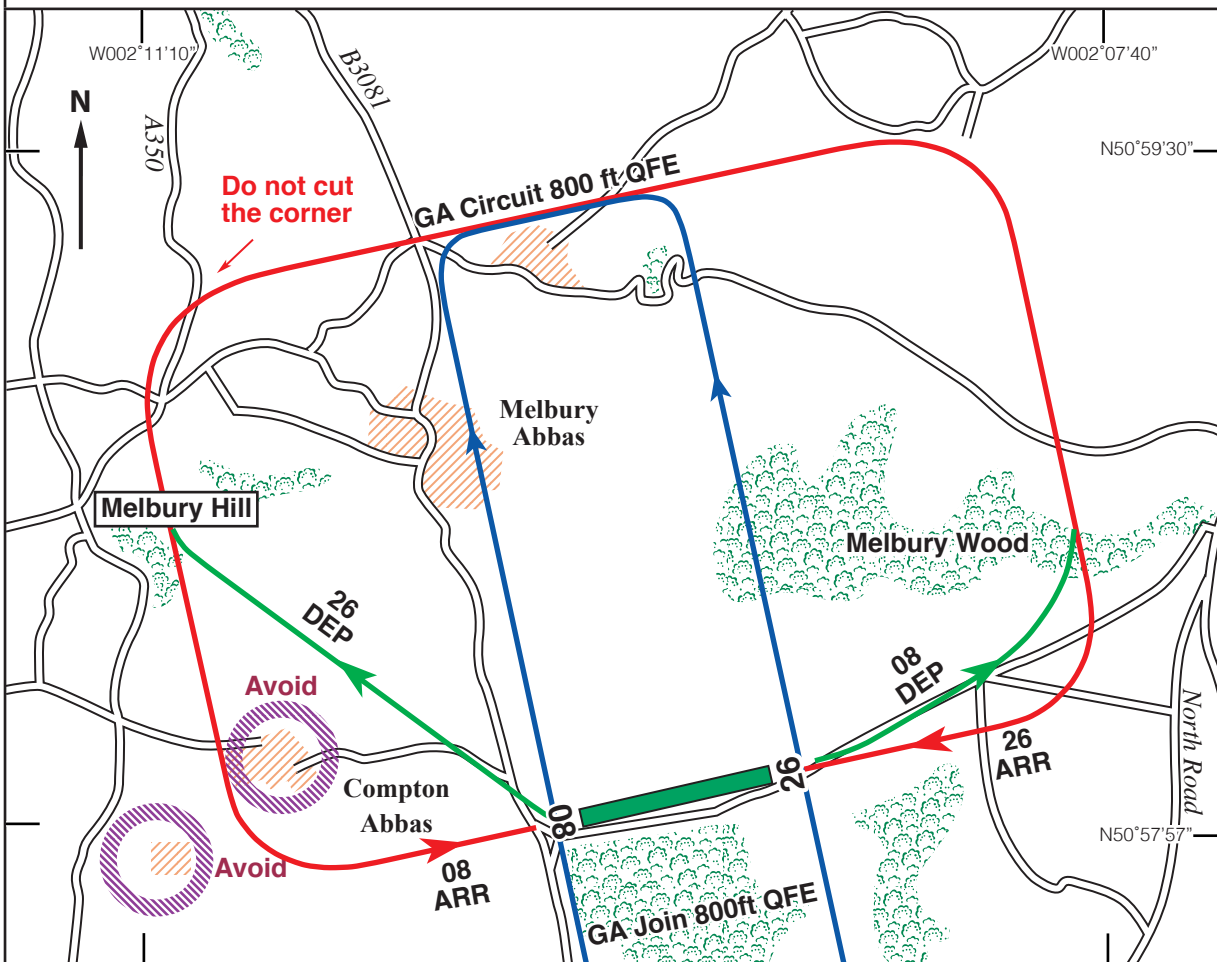 W002°11’10”
W002°07’40”
N
A350
B3081
N50°59’30”
Do not cut
the corner
GA Circuit 800 ft QFE
Melbury
Abbas
Melbury Hill
Melbury Wood
26
DEP
08
DEP
Avoid
North Road
26
ARR
26
Compton
Abbas
08
N50°57’57”
Avoid
08
ARR
GA Join 800ft QFE